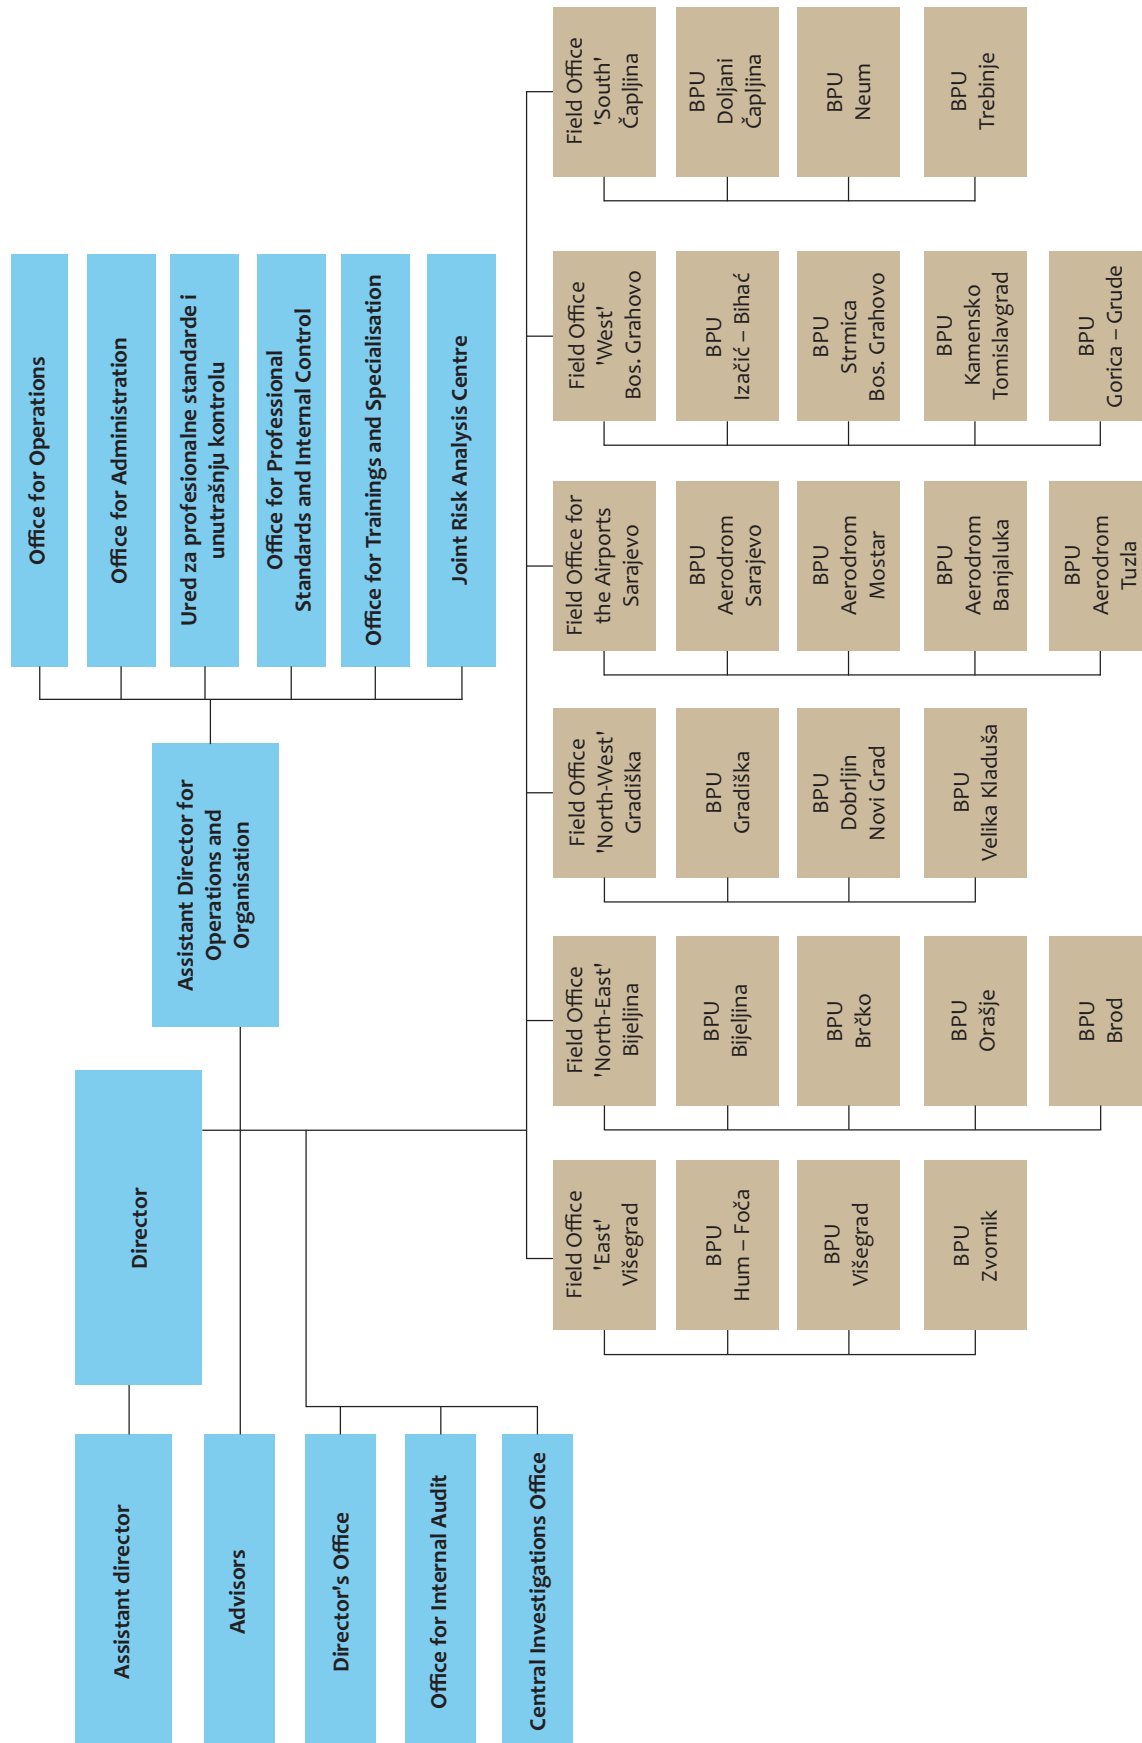 Director
Assistant director
Advisors
Director's Office
Office for Internal Audit
Central Investigations Office
Assistant Director for
Operations and
Organisation
Office for Operations
Office for Administration
Ured za profesionalne standarde i
unutrašnju kontrolu
Office for Professional
Standards and Internal Control
Office for Trainings and Specialisation
Joint Risk Analysis Centre
Field Office
'East'
Višegrad
BPU
Hum – Foča
BPU
Višegrad
BPU
Zvornik
Field Office
'North-East'
Bijeljina
BPU
Bijeljina
BPU
Brčko
BPU
Orašje
BPU
Brod
Field Office
'North-West'
Gradiška
BPU
Gradiška
BPU
Dobrljin
Novi Grad
BPU
Velika Kladuša
Field Office for
the Airports
Sarajevo
BPU
Aerodrom
Sarajevo
BPU
Aerodrom
Mostar
BPU
Aerodrom
Banjaluka
BPU
Aerodrom
Tuzla
Field Office
'West'
Bos. Grahovo
BPU
Izačić – Bihać
BPU
Strmica
Bos. Grahovo
BPU
Kamensko
Tomislavgrad
BPU
Gorica – Grude
Field Office
'South'
Čapljina
BPU
Doljani
Čapljina
BPU
Neum
BPU
Trebinje